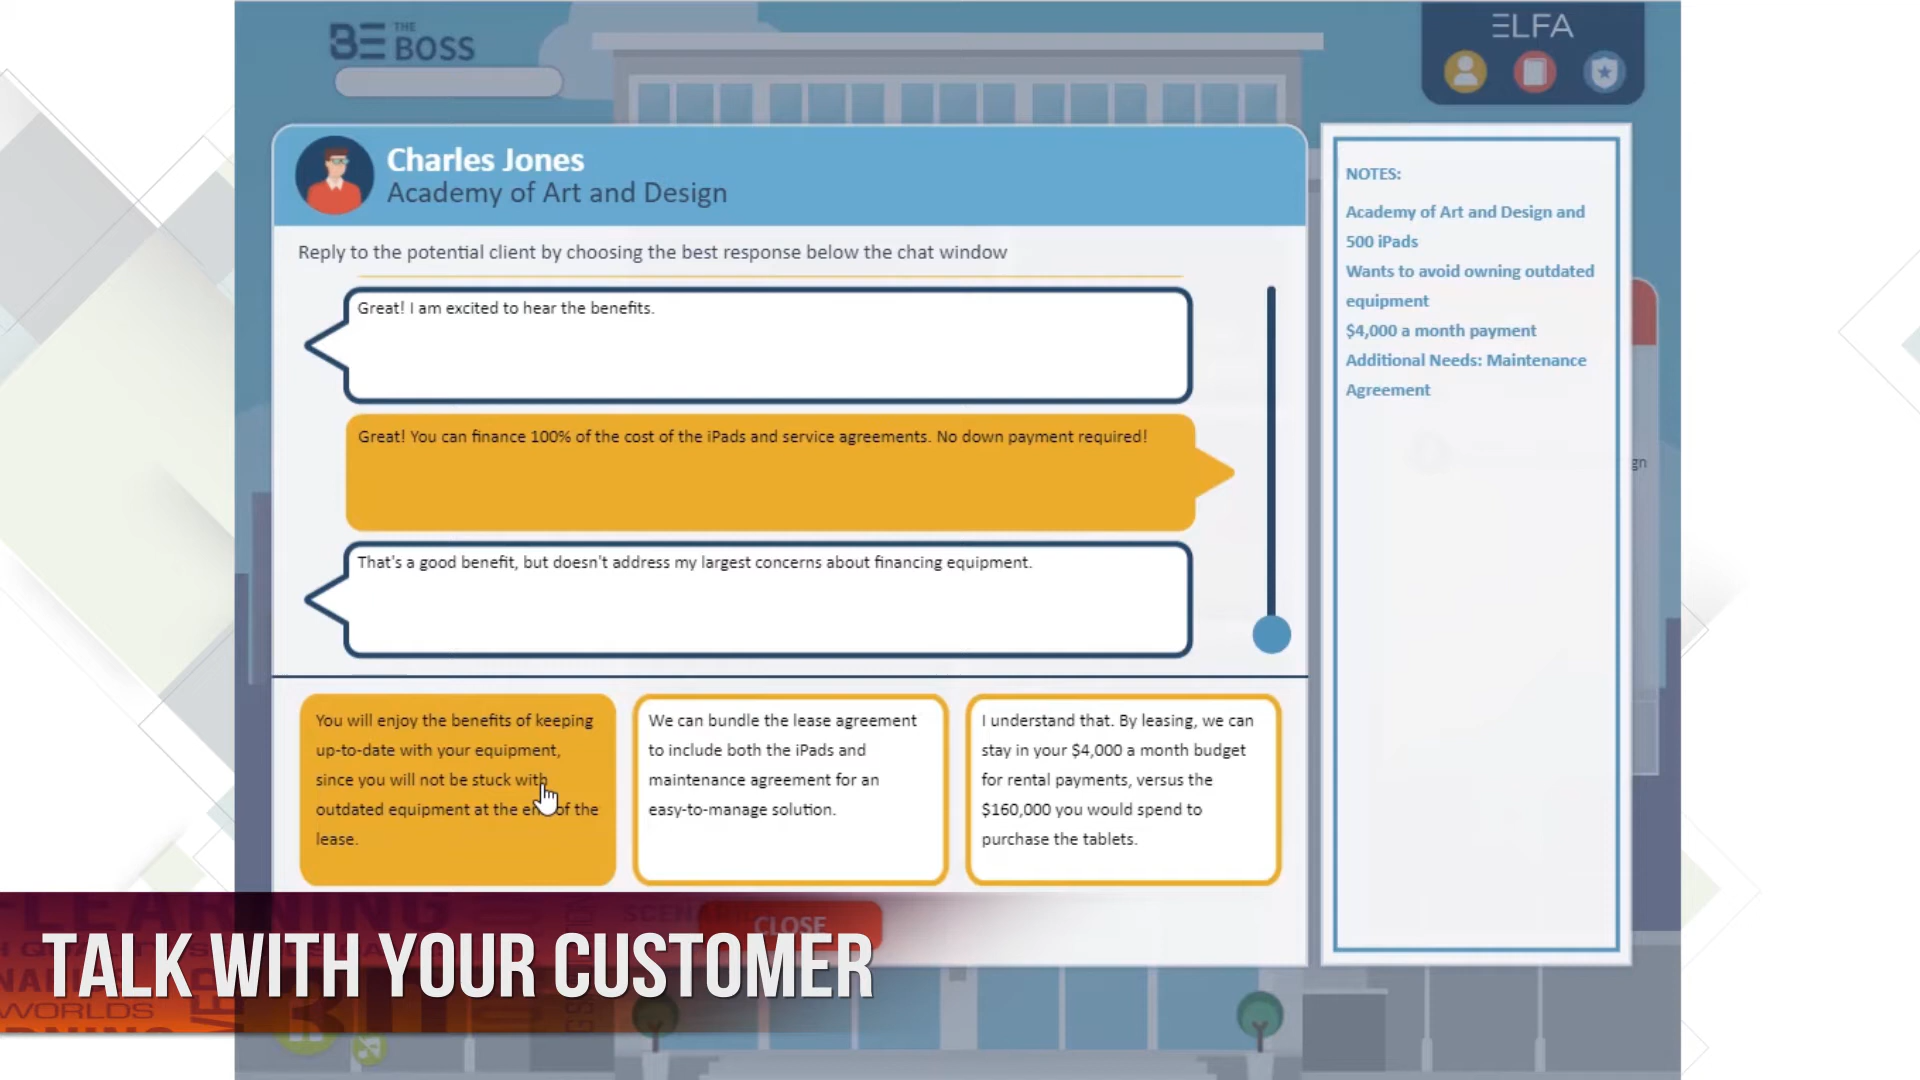 BE THE BOSS
ELFA
Charles Jones
Academy of Art and Design
Reply to the potential client by choosing the best response below the chat window
Great! I am excited to hear the benefits.
Great! You can finance 100% of the cost of the iPads and service agreements. No down payment required!
That's a good benefit, but doesn't address my largest concerns about financing equipment.
You will enjoy the benefits of keeping
up-to-date with your equipment,
since you will not be stuck with
outdated equipment at the end of the
lease.
We can bundle the lease agreement
to include both the iPads and
maintenance agreement for an
easy-to-manage solution.
I understand that. By leasing, we can
stay in your $4,000 a month budget
for rental payments, versus the
$160,000 you would spend to
purchase the tablets.
NOTES:
Academy of Art and Design and
500 iPads
Wants to avoid owning outdated
equipment
$4,000 a month payment
Additional Needs: Maintenance
Agreement
gn
CLOSE
TALK WITH YOUR CUSTOMER
LEARNING
WORLDS
3D